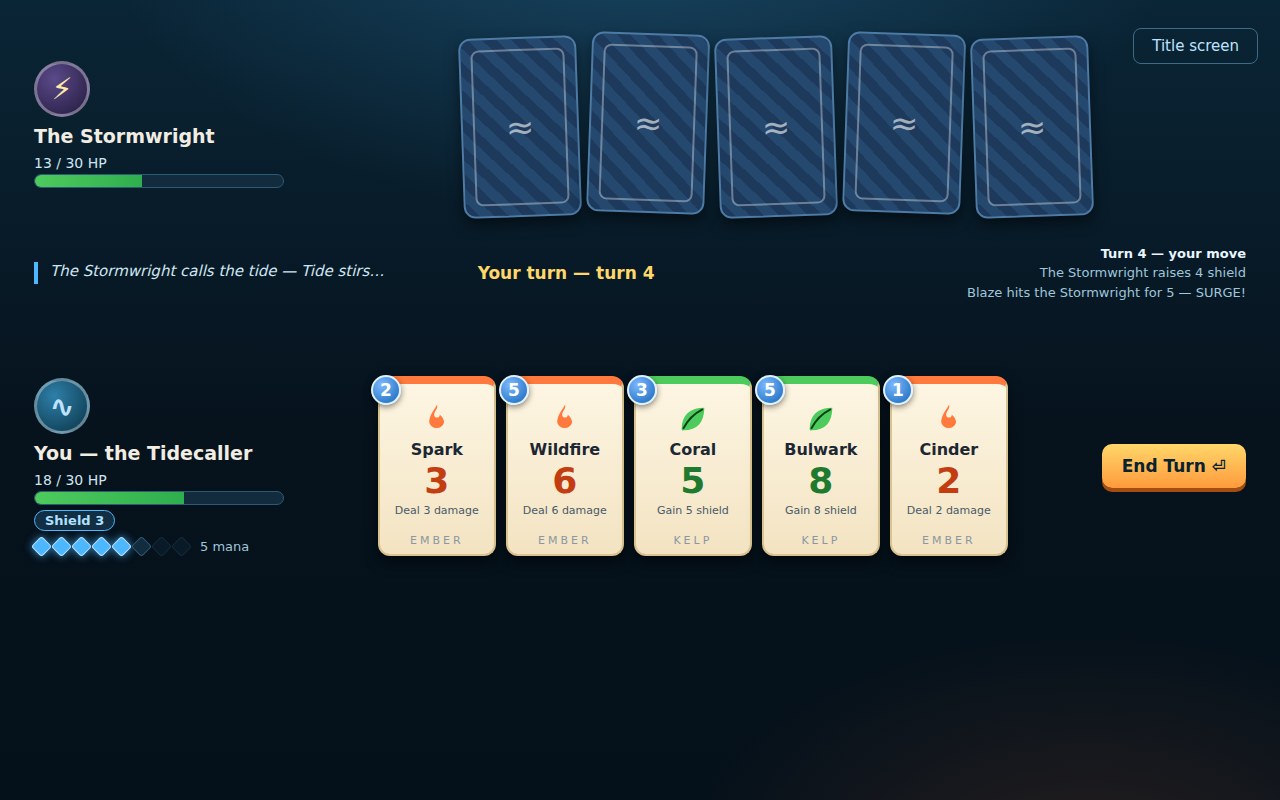 Title screen
The Stormwright
13 / 30 HP
The Stormwright calls the tide — Tide stirs...
Your turn — turn 4
Turn 4 — your move
The Stormwright raises 4 shield
Blaze hits the Stormwright for 5 — SURGE!
You — the Tidecaller
18 / 30 HP
Shield 3
5 mana
2
Spark
3
Deal 3 damage
EMBER
5
Wildfire
6
Deal 6 damage
EMBER
3
Coral
5
Gain 5 shield
KELP
5
Bulwark
8
Gain 8 shield
KELP
1
Cinder
2
Deal 2 damage
EMBER
End Turn ⏎